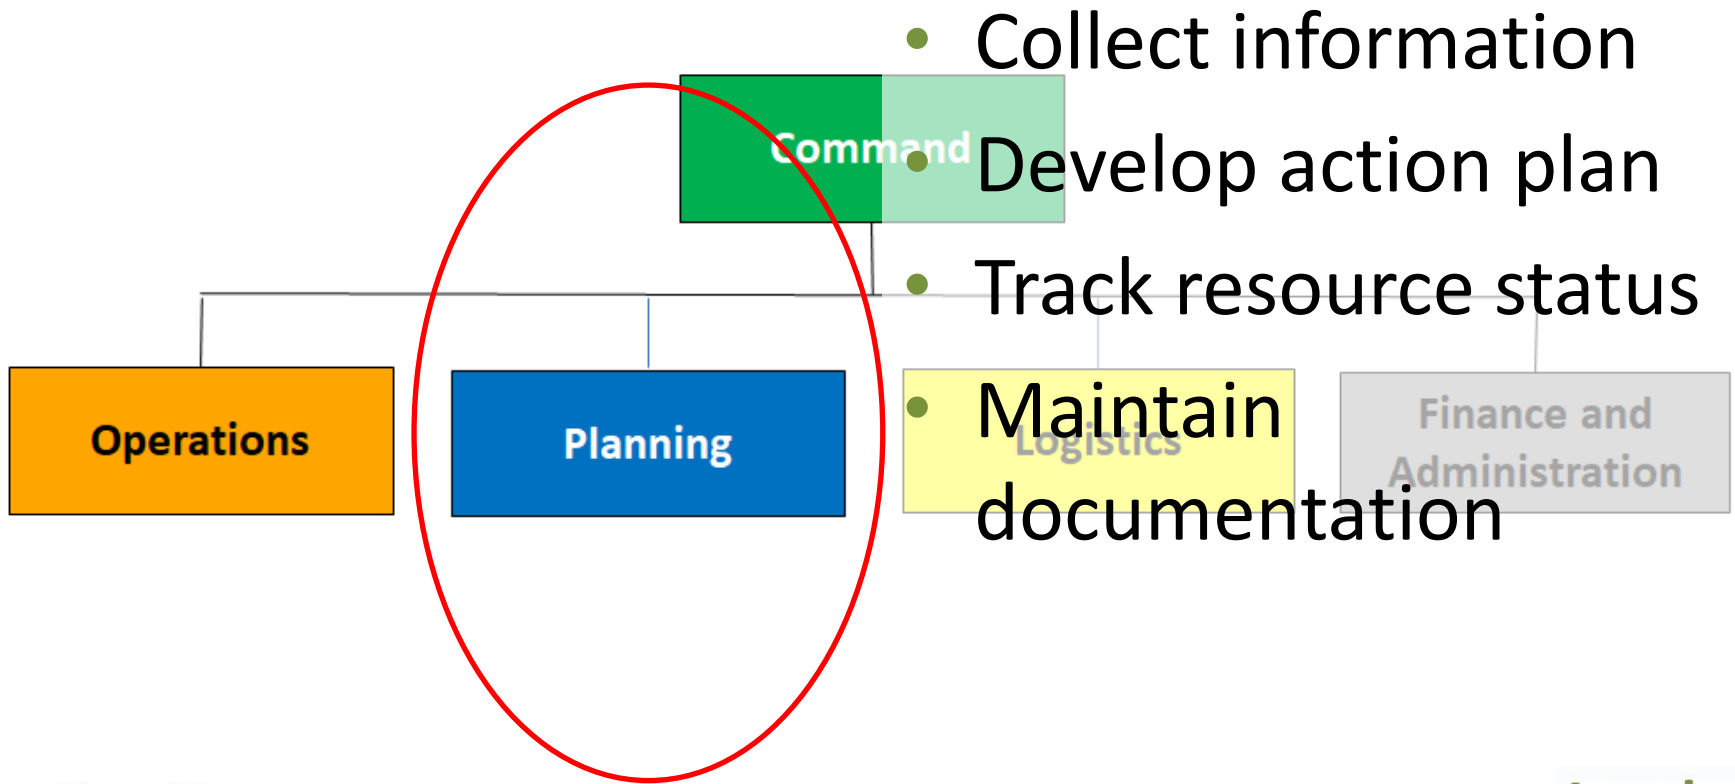 • Collect information
Command
• Develop action plan
• Track resource status
Operations
Planning
• Maintain
documentation
Logistics
Finance and
Administration